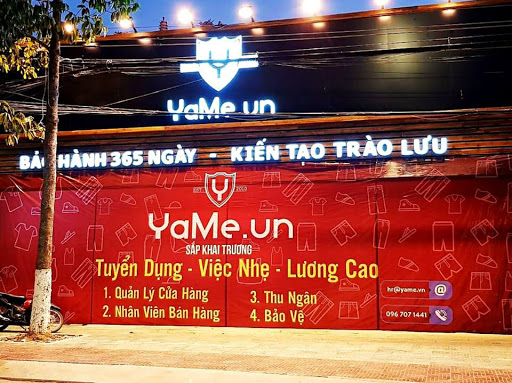 YaMe.vn
BẢO HÀNH 365 NGÀY - KIẾN TẠO TRÀO LƯU
YaMe.vn
SẮP KHAI TRƯƠNG
Tuyển Dụng - Việc Nhẹ - Lương Cao
1. Quản Lý Cửa Hàng
2. Nhân Viên Bán Hàng
3. Thu Ngân
4. Bảo Vệ
hr@yame.vn @
096 707 1441